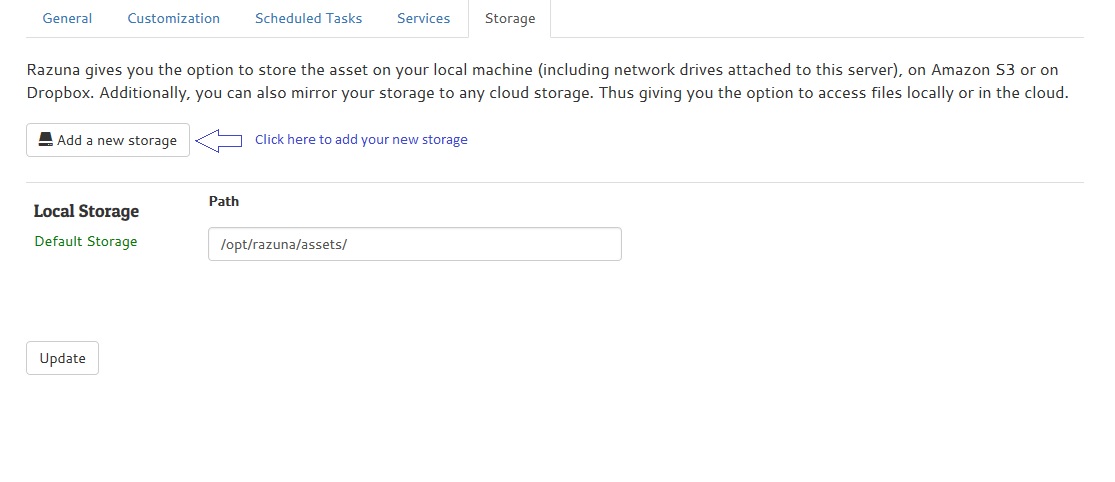 General Customization Scheduled Tasks Services Storage
Razuna gives you the option to store the asset on your local machine (including network drives attached to this server), on Amazon S3 or on
Dropbox. Additionally, you can also mirror your storage to any cloud storage. Thus giving you the option to access files locally or in the cloud.
Add a new storage Click here to add your new storage
Path
Local Storage
Default Storage
/opt/razuna/assets/
Update